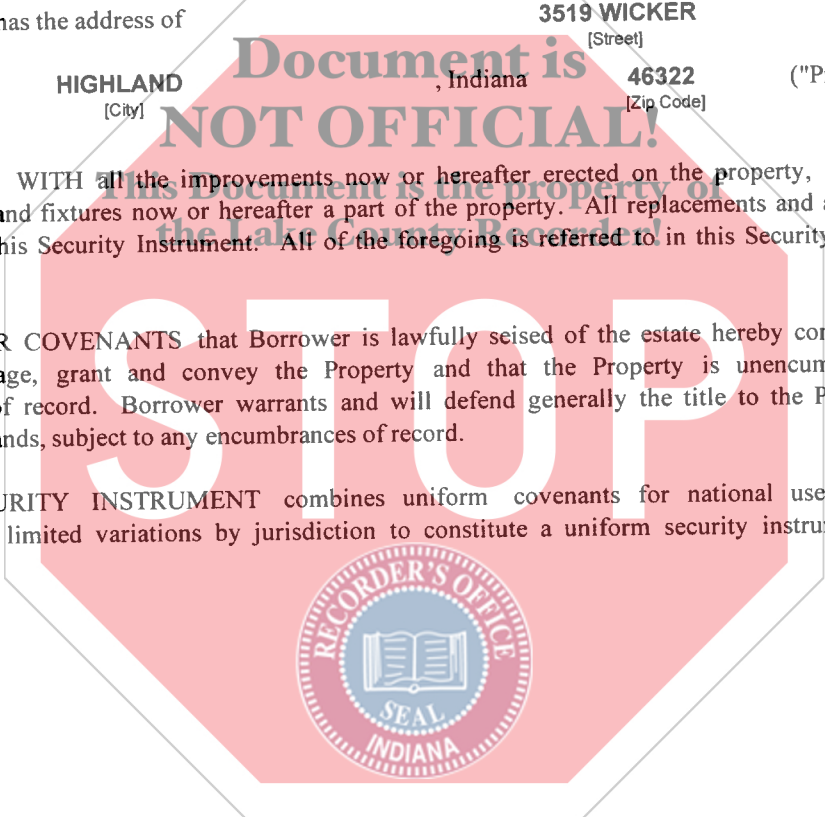 has the address of 3519 WICKER
[Street]
HIGHLAND , Indiana 46322 ("P
[City] [Zip Code]
Document is
NOT OFFICIAL!
This Document is the property of
the Lake County Recorder!
WITH all the improvements now or hereafter erected on the property,
and fixtures now or hereafter a part of the property. All replacements and a
his Security Instrument. All of the foregoing is referred to in this Security
STOP
R COVENANTS that Borrower is lawfully seised of the estate hereby con
age, grant and convey the Property and that the Property is unencum
of record. Borrower warrants and will defend generally the title to the P
ands, subject to any encumbrances of record.
URITY INSTRUMENT combines uniform covenants for national use
limited variations by jurisdiction to constitute a uniform security instru
RECORDER'S OFFICE
SEAL
INDIANA